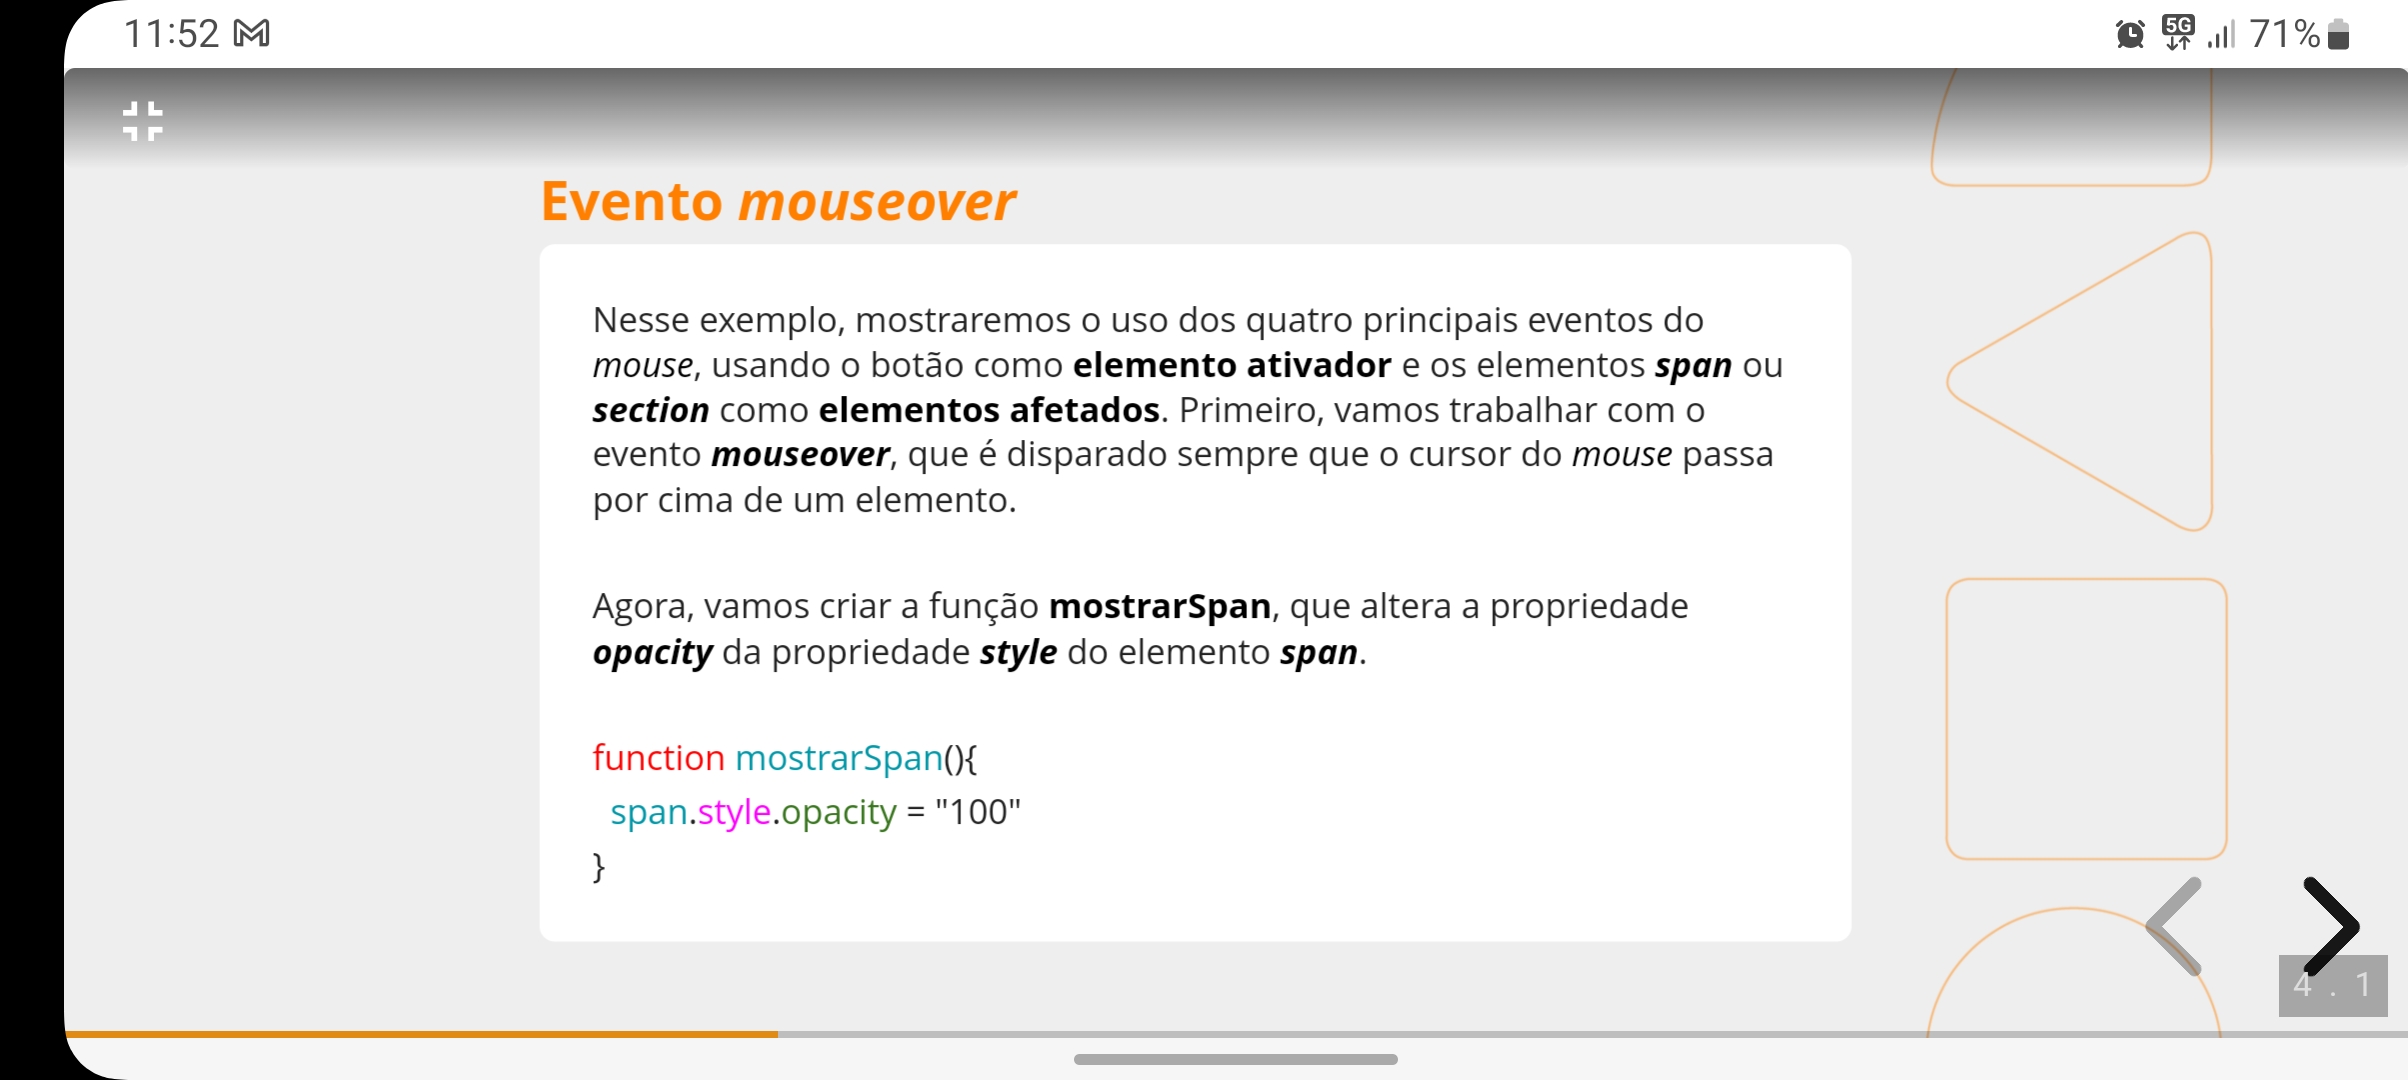 11:52
5G 71%
Evento mouseover
Nesse exemplo, mostraremos o uso dos quatro principais eventos do
mouse, usando o botão como elemento ativador e os elementos span ou
section como elementos afetados. Primeiro, vamos trabalhar com o
evento mouseover, que é disparado sempre que o cursor do mouse passa
por cima de um elemento.
Agora, vamos criar a função mostrarSpan, que altera a propriedade
opacity da propriedade style do elemento span.
function mostrarSpan(){
span.style.opacity = "100"
}
4 . 1